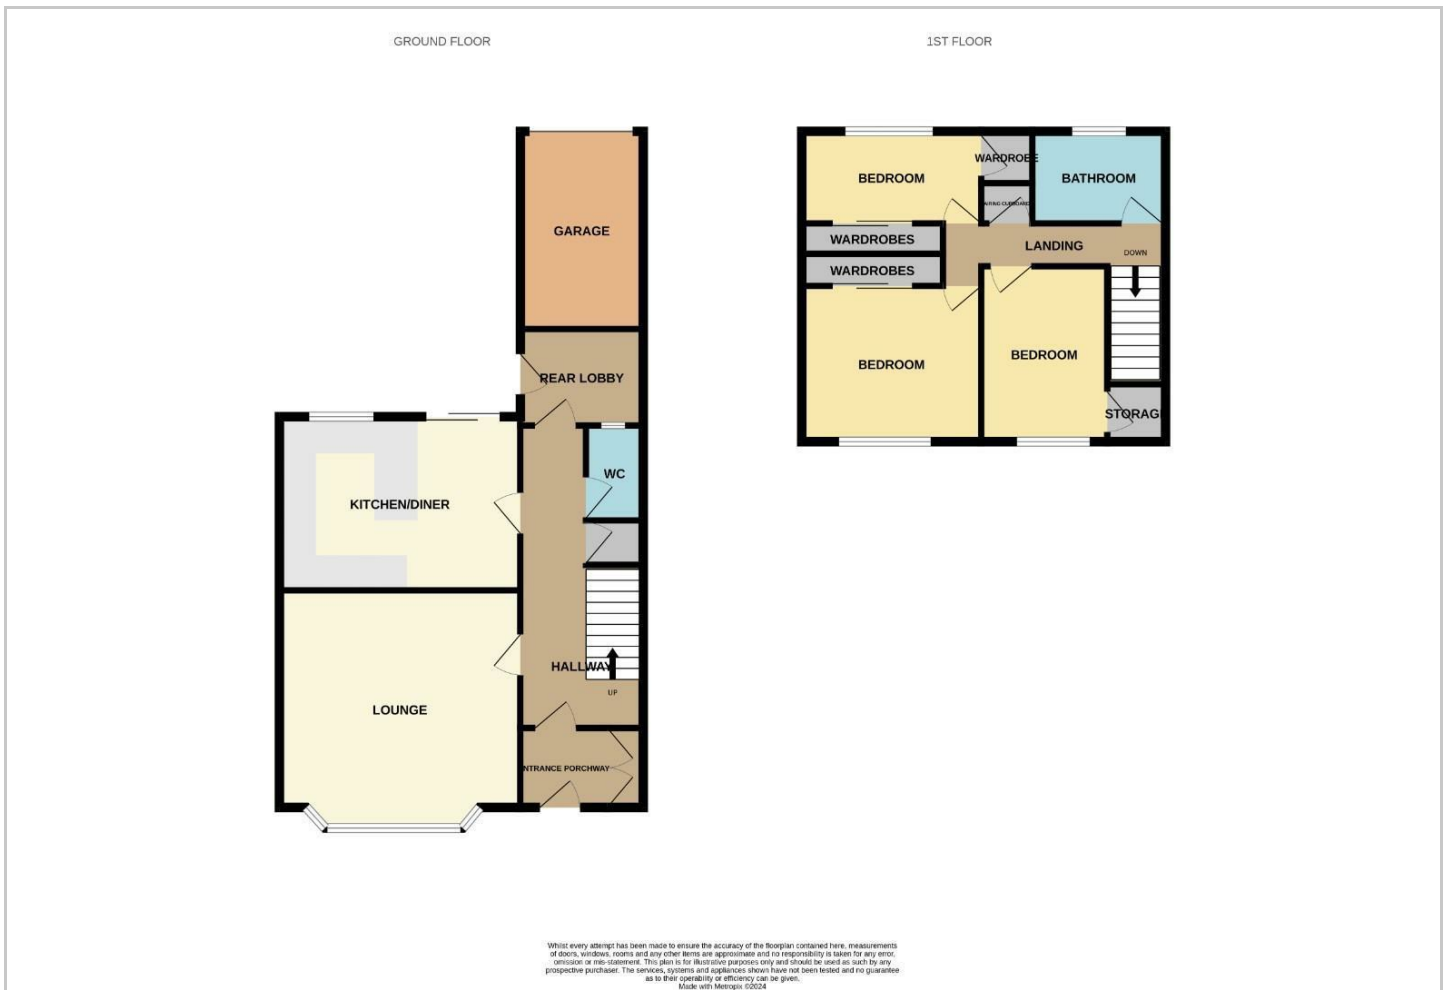 GROUND FLOOR
1ST FLOOR
GARAGE
REAR LOBBY
WC
KITCHEN/DINER
HALLWAY
UP
LOUNGE
NTRANCE PORCHWAY
BEDROOM
WARDROBE
BATHROOM
WARDROBES
LANDING
DOWN
WARDROBES
BEDROOM
BEDROOM
STORAG
Whilst every attempt has been made to ensure the accuracy of the floorplan contained here, measurements
of doors, windows, rooms and any other items are approximate and no responsibility is taken for any error,
omission or mis-statement. This plan is for illustrative purposes only and should be used as such by any
prospective purchaser. The services, systems and appliances shown have not been tested and no guarantee
as to their operability or efficiency can be given.
Made with Metropix ©2024